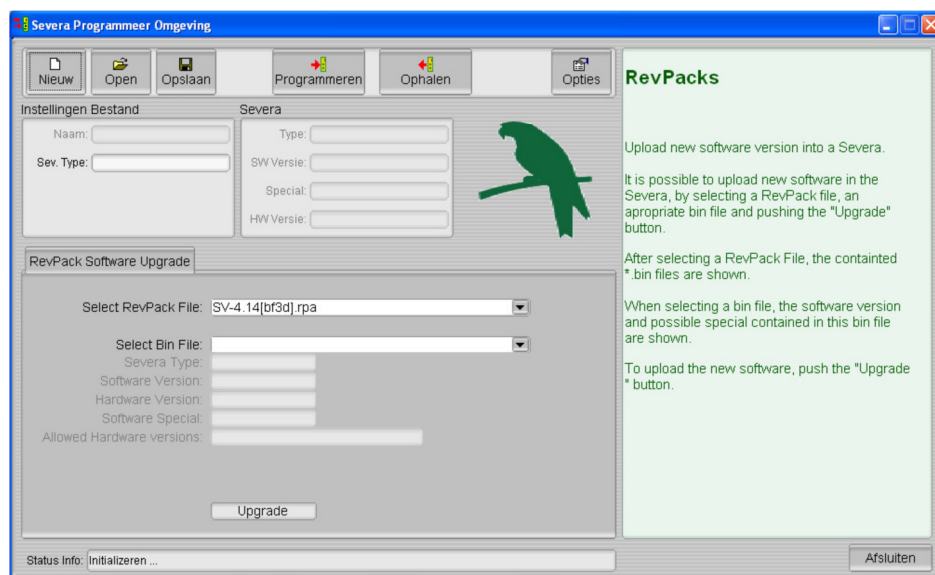 Severa Programmeer Omgeving
Nieuw
Open
Opslaan
Programmeren
Ophalen
Opties
Instellingen Bestand
Naam:
Sev. Type:
Severa
Type:
SW Versie:
Special:
HW Versie:
RevPack Software Upgrade
Select RevPack File: SV-4.14[bf3d].rpa
Select Bin File:
Severa Type:
Software Version:
Hardware Version:
Software Special:
Allowed Hardware versions:
Upgrade
Status Info: Initializeren ...
RevPacks
Upload new software version into a Severa.
It is possible to upload new software in the
Severa, by selecting a RevPack file, an
apropriate bin file and pushing the "Upgrade"
button.
After selecting a RevPack File, the containted
*.bin files are shown.
When selecting a bin file, the software version
and possible special contained in this bin file
are shown.
To upload the new software, push the "Upgrade
" button.
Afsluiten